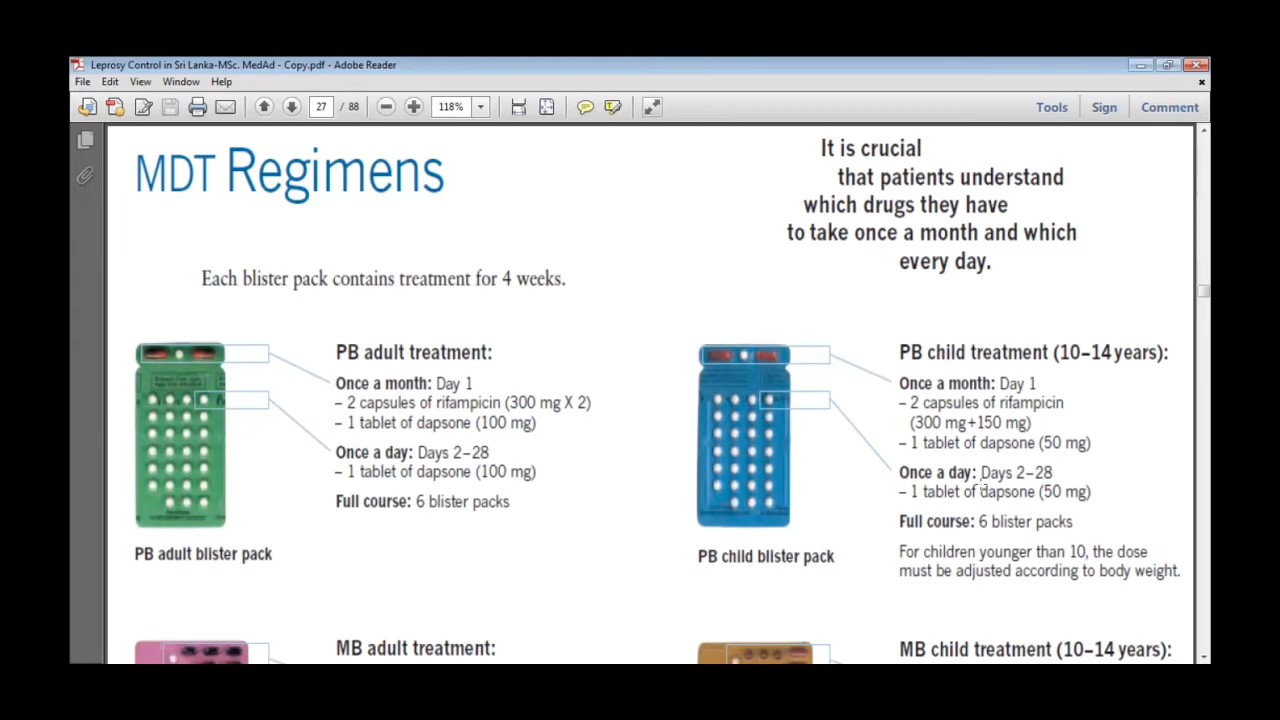 Leprosy Control in Sri Lanka-MSc. MedAd - Copy.pdf - Adobe Reader
File Edit View Window Help
27 / 88 118% Tools Sign Comment
MDT Regimens
It is crucial
that patients understand
which drugs they have
to take once a month and which
every day.
Each blister pack contains treatment for 4 weeks.
PB adult treatment:
Once a month: Day 1
– 2 capsules of rifampicin (300 mg X 2)
– 1 tablet of dapsone (100 mg)
Once a day: Days 2–28
– 1 tablet of dapsone (100 mg)
Full course: 6 blister packs
PB adult blister pack
PB child treatment (10–14 years):
Once a month: Day 1
– 2 capsules of rifampicin
(300 mg+150 mg)
– 1 tablet of dapsone (50 mg)
Once a day: Days 2–28
– 1 tablet of dapsone (50 mg)
Full course: 6 blister packs
For children younger than 10, the dose
must be adjusted according to body weight.
PB child blister pack
MB adult treatment:
MB child treatment (10–14 years):